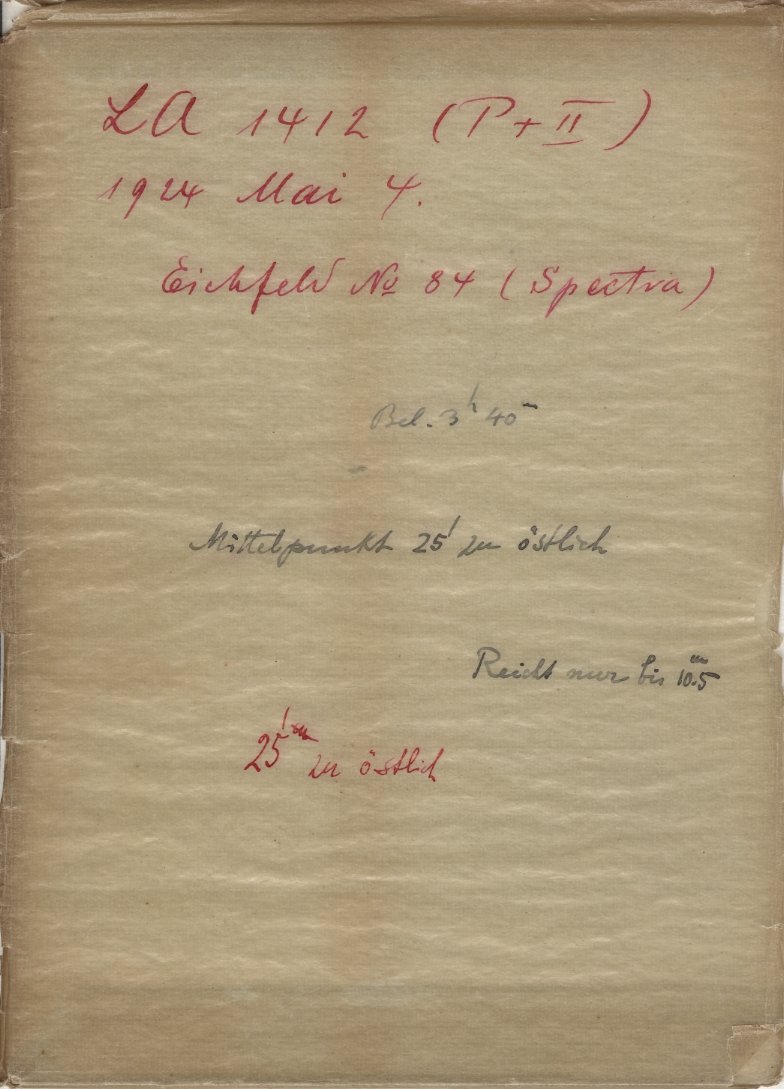 LA 1412 (P+II)
1924 Mai 4.
Eichfeld No 84 (Spectra)
Bel. 3h 40m
Mittelpunkt 25' zu östlich
Reicht nur bis 10.5m
25' zu östlich